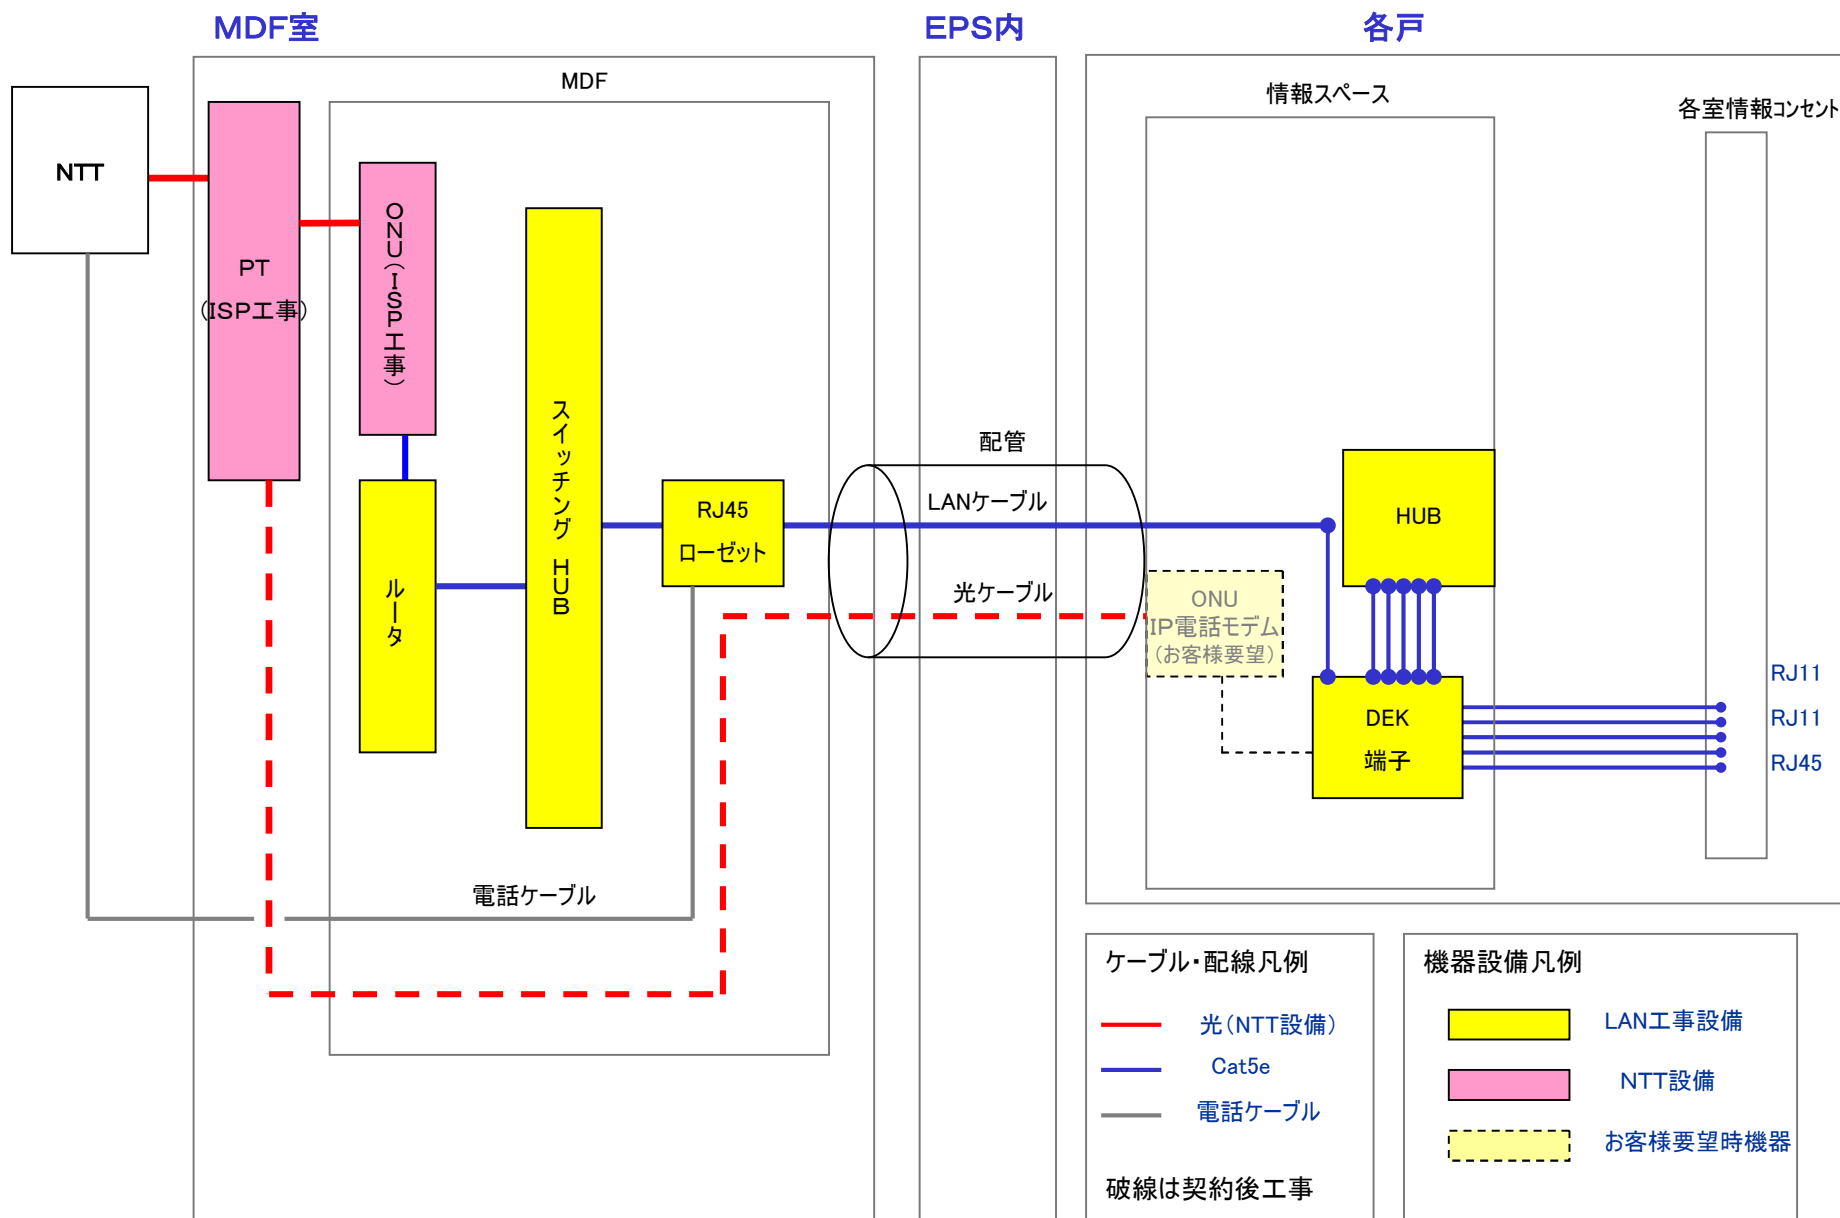 MDF室
EPS内
各戸
MDF
情報スペース
各室情報コンセント
NTT
PT
(ISP工事)
ONU(ISP工事)
スイッチング HUB
ルータ
RJ45
ローゼット
配管
LANケーブル
光ケーブル
HUB
ONU
IP電話モデム
(お客様要望)
DEK
端子
RJ11
RJ11
RJ45
電話ケーブル
ケーブル・配線凡例
光(NTT設備)
Cat5e
電話ケーブル
破線は契約後工事
機器設備凡例
LAN工事設備
NTT設備
お客様要望時機器